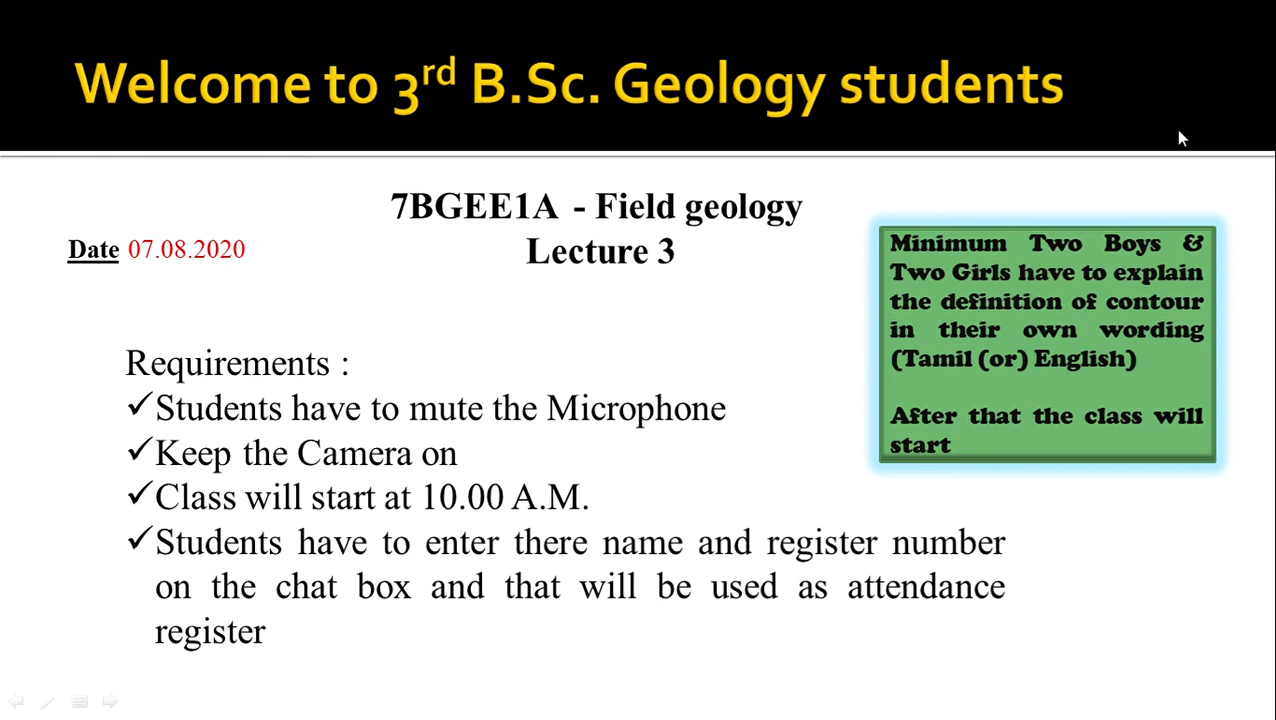 Welcome to 3rd B.Sc. Geology students
7BGEE1A - Field geology
Date 07.08.2020
Lecture 3
Minimum Two Boys &
Two Girls have to explain
the definition of contour
in their own wording
(Tamil (or) English)
After that the class will
start
Requirements :
✓Students have to mute the Microphone
✓Keep the Camera on
✓Class will start at 10.00 A.M.
✓Students have to enter there name and register number
on the chat box and that will be used as attendance
register